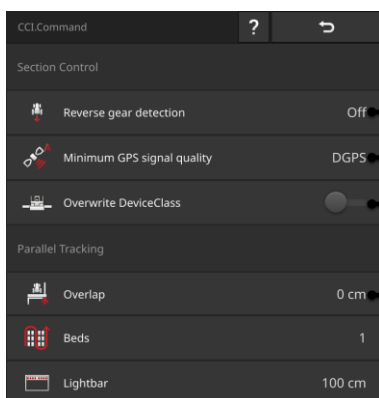 CCI.Command ?
Section Control
Reverse gear detection Off
Minimum GPS signal quality DGPS
Overwrite DeviceClass
Parallel Tracking
Overlap 0 cm
Beds 1
Lightbar 100 cm